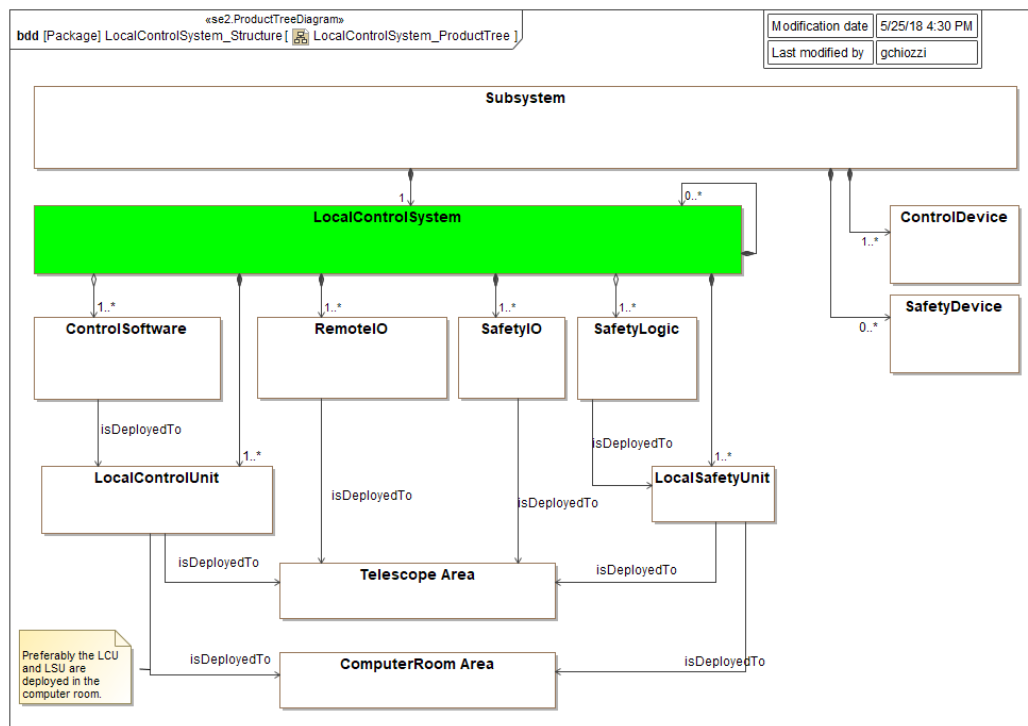 «se2.ProductTreeDiagram»
bdd [Package] LocalControlSystem_Structure [ LocalControlSystem_ProductTree ]
Modification date 5/25/18 4:30 PM
Last modified by gchiozzi
Subsystem
1
0..*
LocalControlSystem
ControlDevice
1..*
SafetyDevice
0..*
1..*
1..*
1..*
1..*
ControlSoftware
RemoteIO
SafetyIO
SafetyLogic
isDeployedTo
isDeployedTo
1..*
1..*
LocalControlUnit
LocalSafetyUnit
isDeployedTo
isDeployedTo
isDeployedTo
isDeployedTo
Telescope Area
Preferably the LCU
and LSU are
deployed in the
computer room.
isDeployedTo
isDeployedTo
ComputerRoom Area